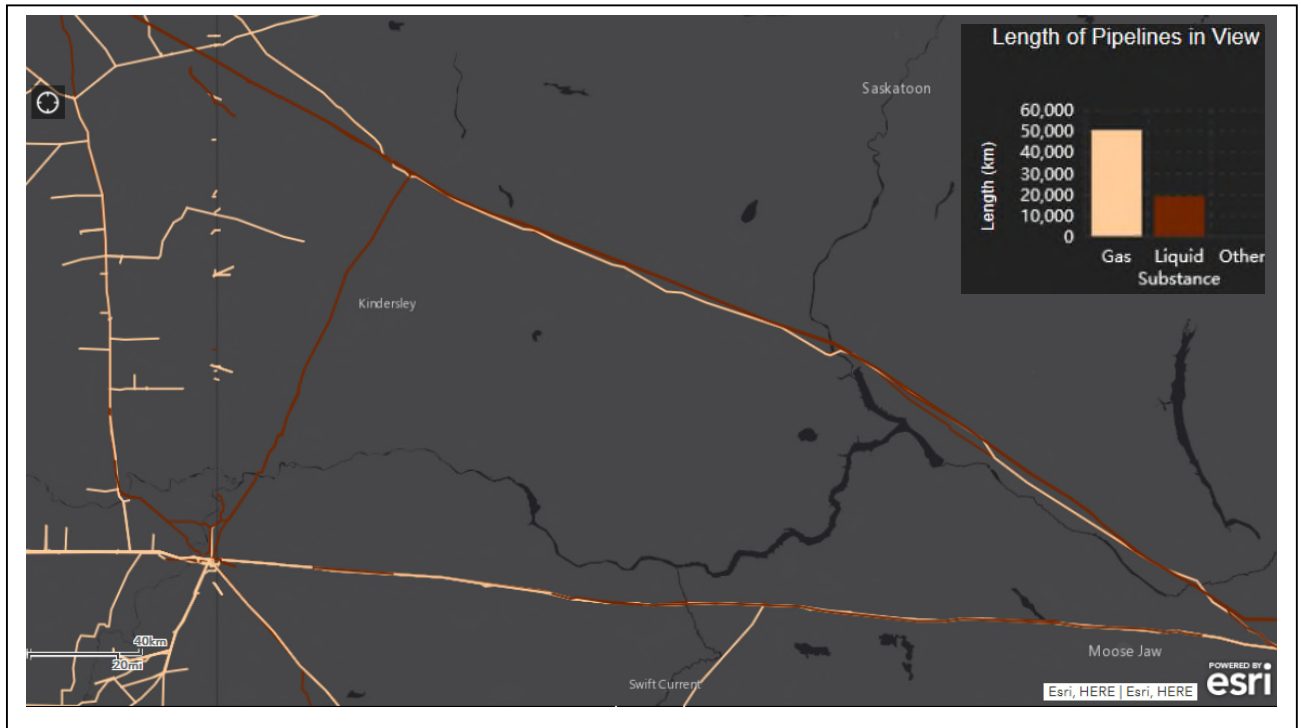 Length of Pipelines in View
Saskatoon
60,000
50,000
40,000
30,000
20,000
10,000
0
Length (km)
Gas Liquid Other
Substance
Kindersley
40km
20mi
Moose Jaw
Swift Current
POWERED BY
esri
Esri, HERE | Esri, HERE